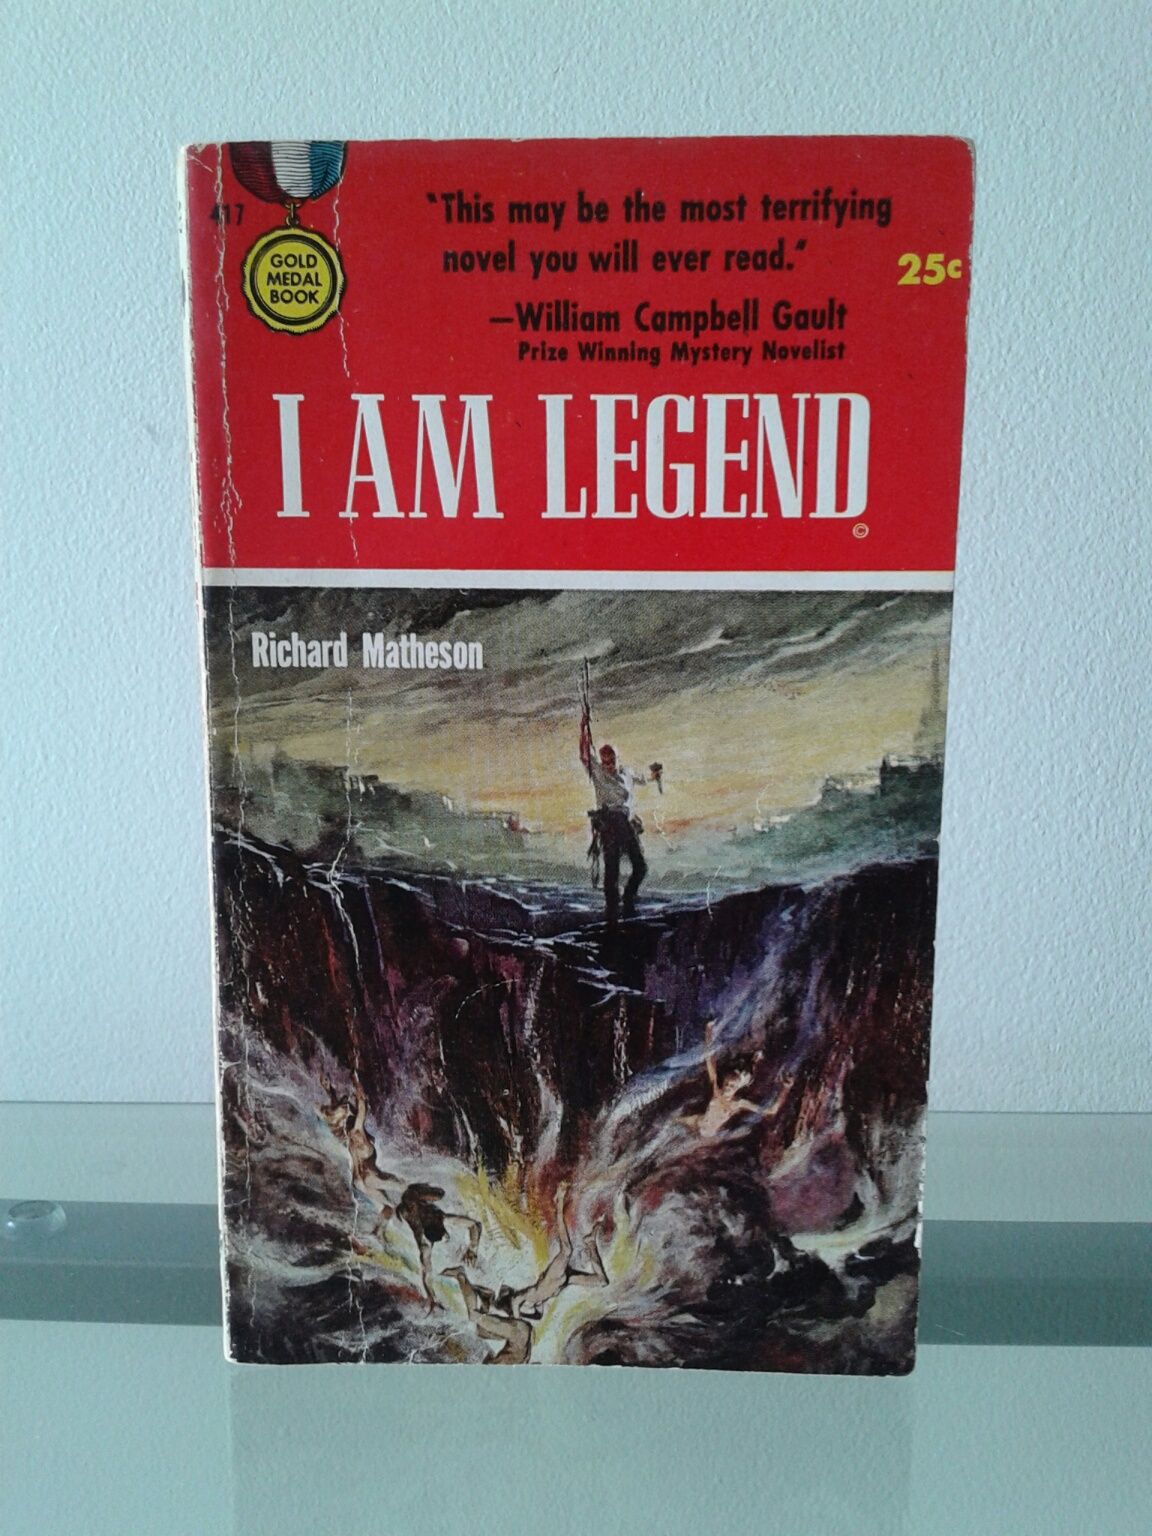 417
GOLD
MEDAL
BOOK
"This may be the most terrifying
novel you will ever read."
—William Campbell Gault
Prize Winning Mystery Novelist
25c
I AM LEGEND
©
Richard Matheson